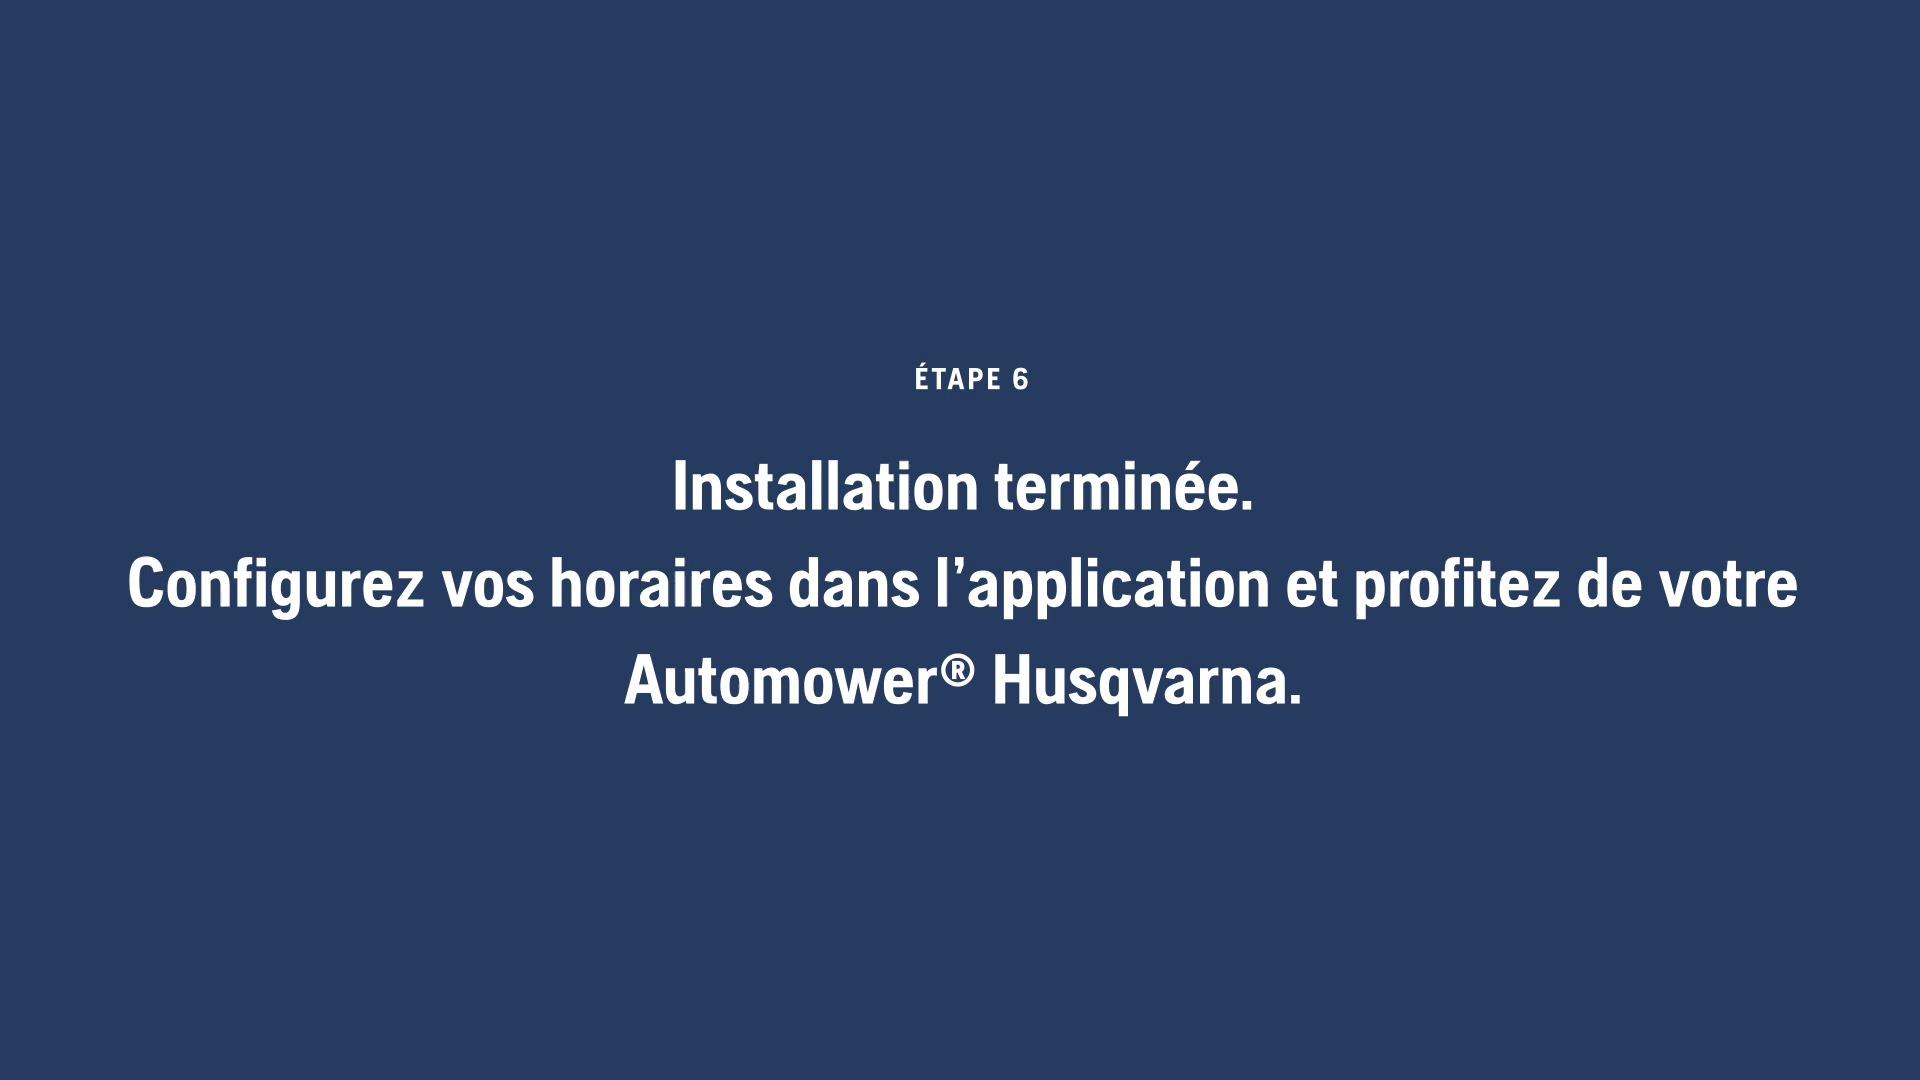 ÉTAPE 6
Installation terminée.
Configurez vos horaires dans l’application et profitez de votre
Automower® Husqvarna.